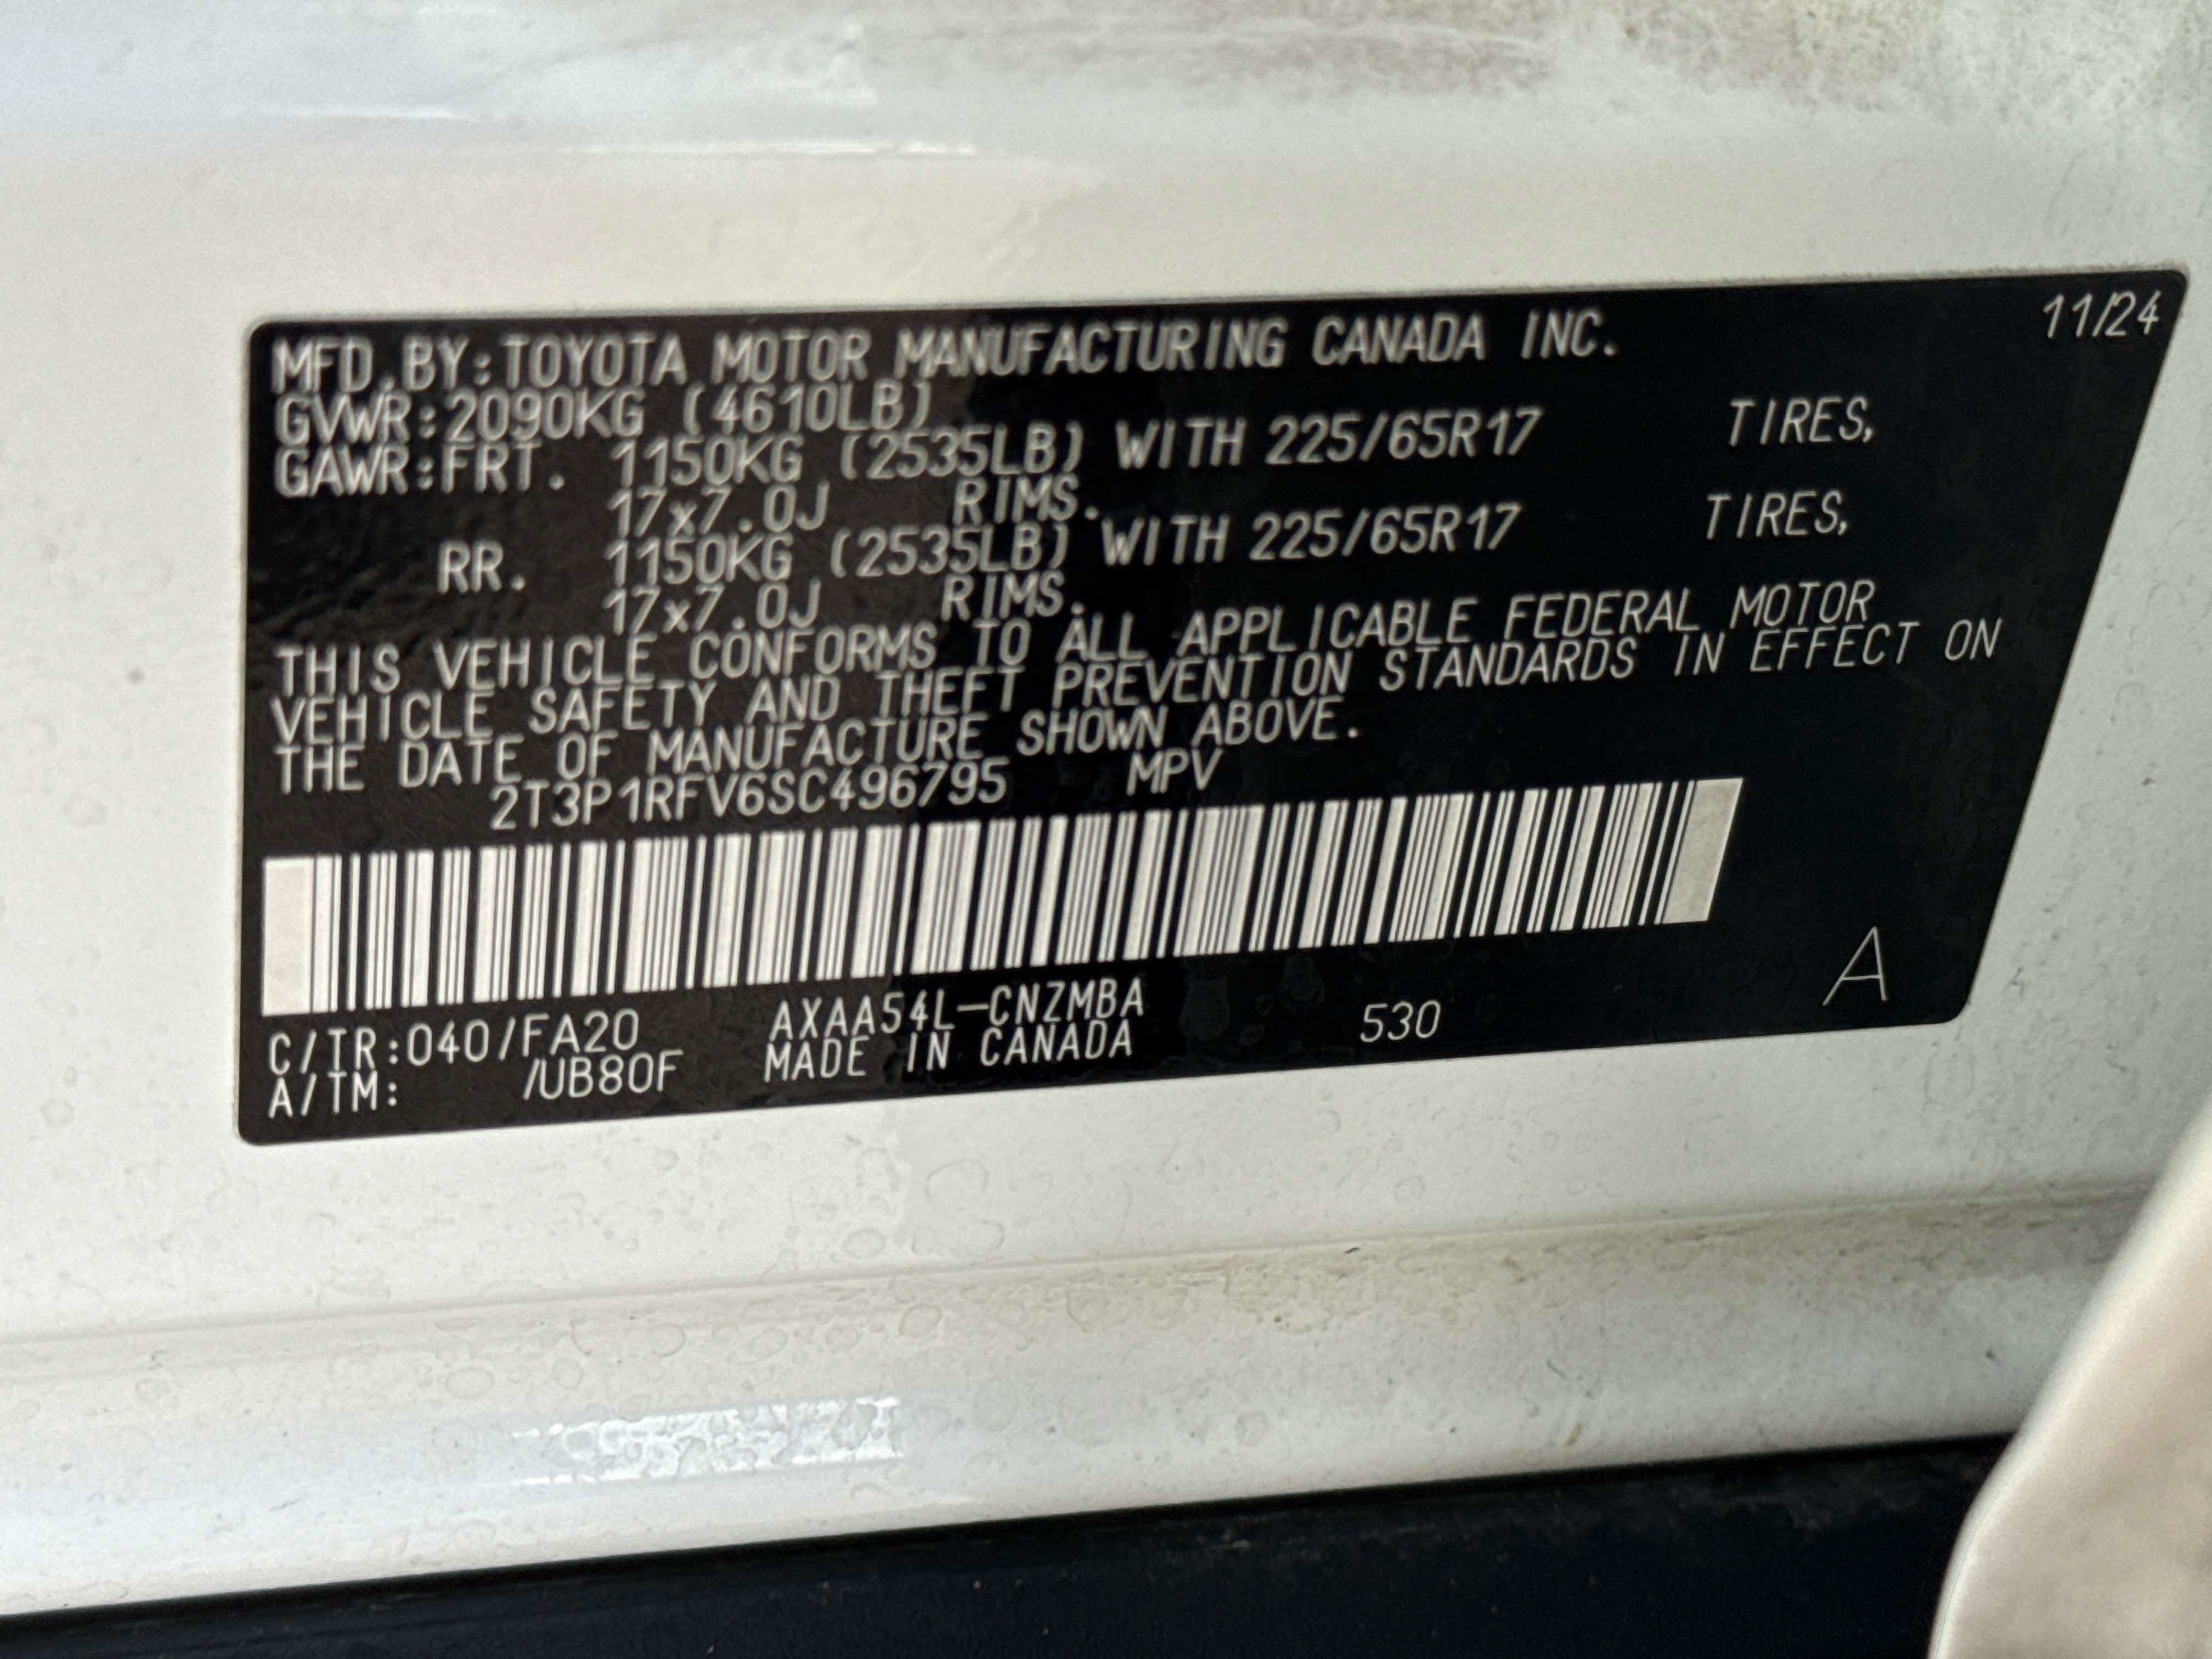 11/24
MFD.BY:TOYOTA MOTOR MANUFACTURING CANADA INC.
GVWR:2090KG (4610LB)
GAWR:FRT. 1150KG (2535LB) WITH 225/65R17 TIRES,
17x7.0J RIMS.
RR. 1150KG (2535LB) WITH 225/65R17 TIRES,
17x7.0J RIMS.
THIS VEHICLE CONFORMS TO ALL APPLICABLE FEDERAL MOTOR
VEHICLE SAFETY AND THEFT PREVENTION STANDARDS IN EFFECT ON
THE DATE OF MANUFACTURE SHOWN ABOVE.
2T3P1RFV6SC496795 MPV
A
C/TR:040/FA20 AXAA54L-CNZMBA 530
A/TM: /UB80F MADE IN CANADA